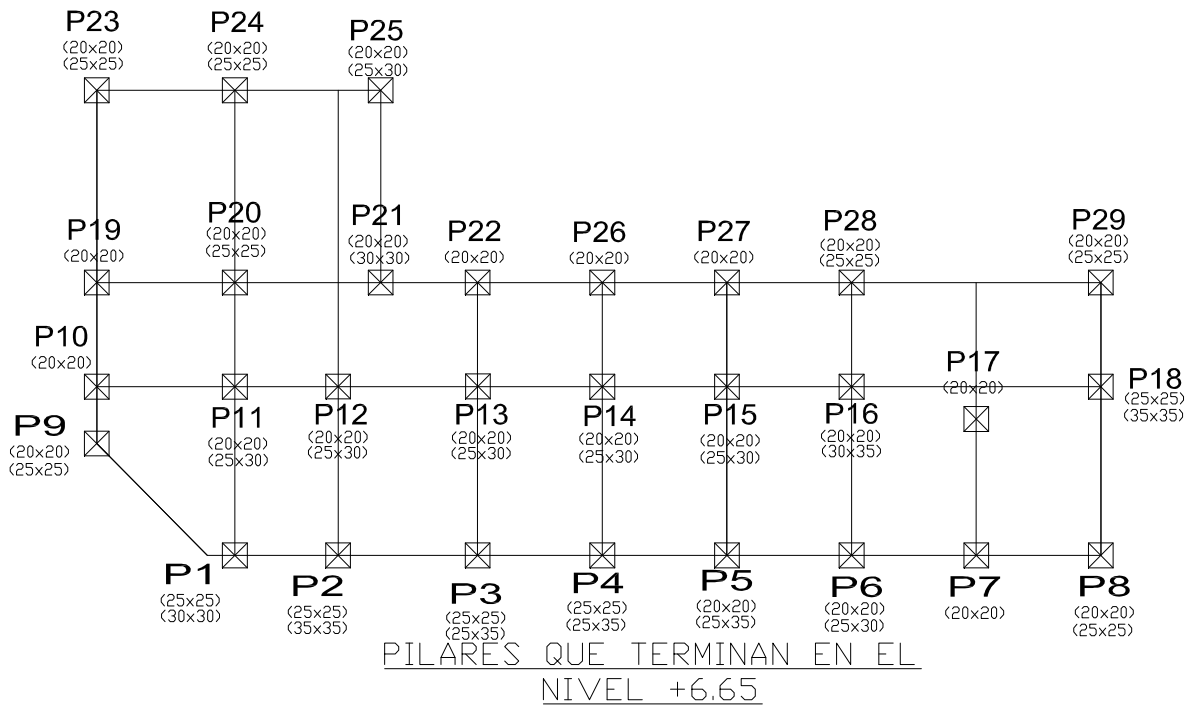 P23
(20x20)
(25x25)
P24
(20x20)
(25x25)
P25
(20x20)
(25x30)
P19
(20x20)
P20
(20x20)
(25x25)
P21
(20x20)
(30x30)
P22
(20x20)
P26
(20x20)
P27
(20x20)
P28
(20x20)
(25x25)
P29
(20x20)
(25x25)
P10
(20x20)
P17
(20x20)
P18
(25x25)
(35x35)
P9
(20x20)
(25x25)
P11
(20x20)
(25x30)
P12
(20x20)
(25x30)
P13
(20x20)
(25x30)
P14
(20x20)
(25x30)
P15
(20x20)
(25x30)
P16
(20x20)
(30x35)
P1
(25x25)
(30x30)
P2
(25x25)
(35x35)
P3
(25x25)
(25x35)
P4
(25x25)
(25x35)
P5
(20x20)
(25x35)
P6
(20x20)
(25x30)
P7
(20x20)
P8
(20x20)
(25x25)
PILARES QUE TERMINAN EN EL
NIVEL +6.65